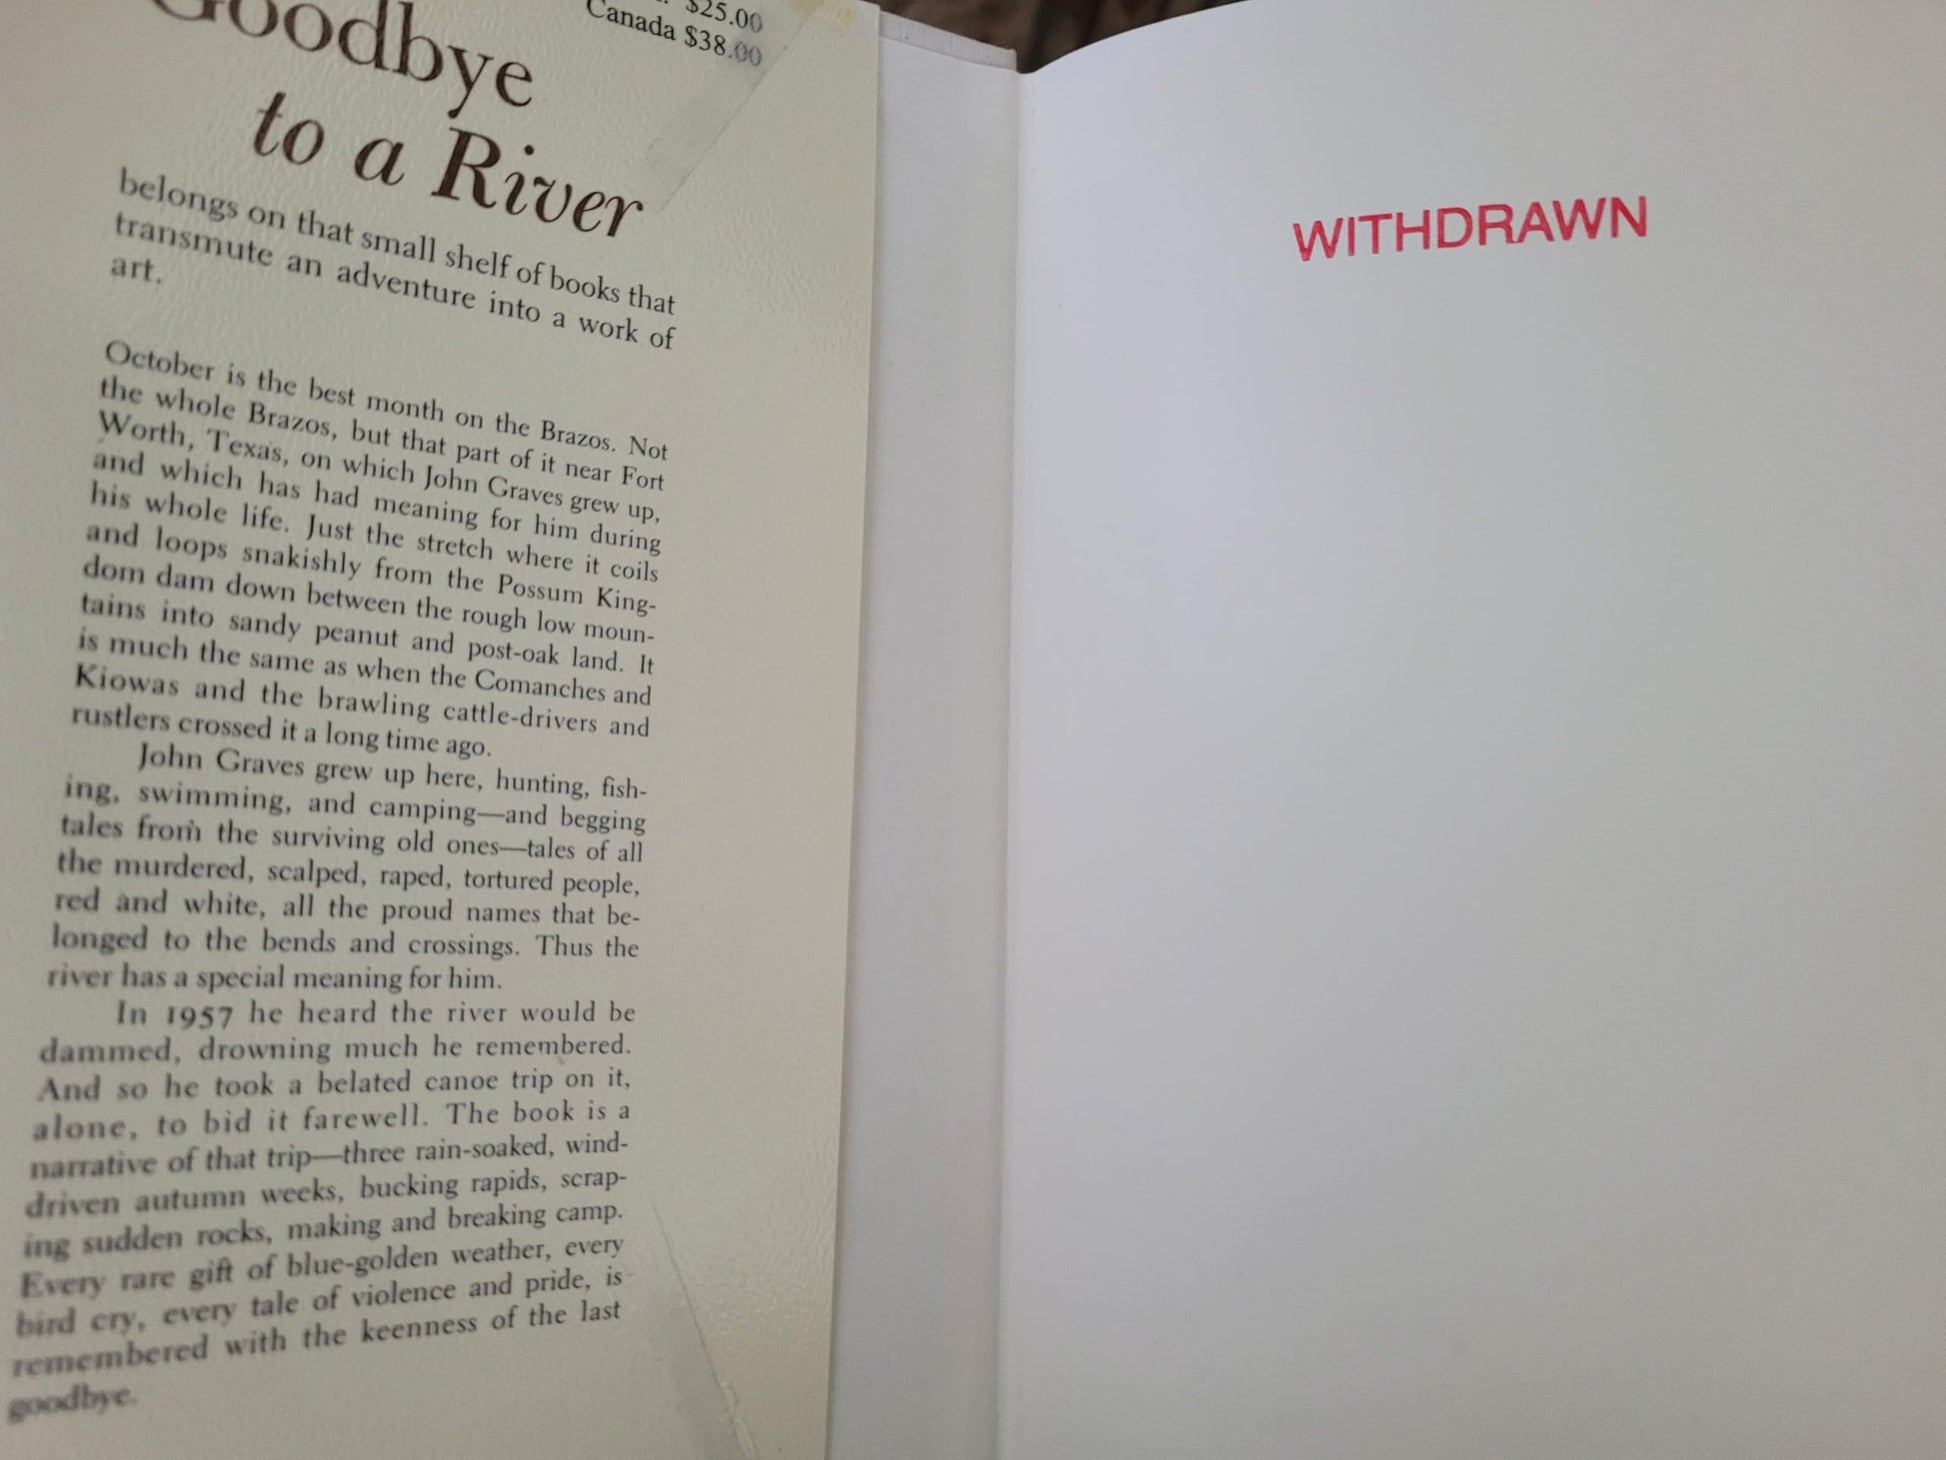 $25.00
Canada $38.00
Goodbye
to a River
belongs on that small shelf of books that
transmute an adventure into a work of
art.
October is the best month on the Brazos. Not
the whole Brazos, but that part of it near Fort
Worth, Texas, on which John Graves grew up,
and which has had meaning for him during
his whole life. Just the stretch where it coils
and loops snakishly from the Possum King-
dom dam down between the rough low moun-
tains into sandy peanut and post-oak land. It
is much the same as when the Comanches and
Kiowas and the brawling cattle-drivers and
rustlers crossed it a long time ago.
John Graves grew up here, hunting, fish-
ing, swimming, and camping—and begging
tales from the surviving old ones—tales of all
the murdered, scalped, raped, tortured people,
red and white, all the proud names that be-
longed to the bends and crossings. Thus the
river has a special meaning for him.
In 1957 he heard the river would be
dammed, drowning much he remembered.
And so he took a belated canoe trip on it,
alone, to bid it farewell. The book is a
narrative of that trip—three rain-soaked, wind-
driven autumn weeks, bucking rapids, scrap-
ing sudden rocks, making and breaking camp.
Every rare gift of blue-golden weather, every
bird cry, every tale of violence and pride, is
remembered with the keenness of the last
goodbye.
WITHDRAWN